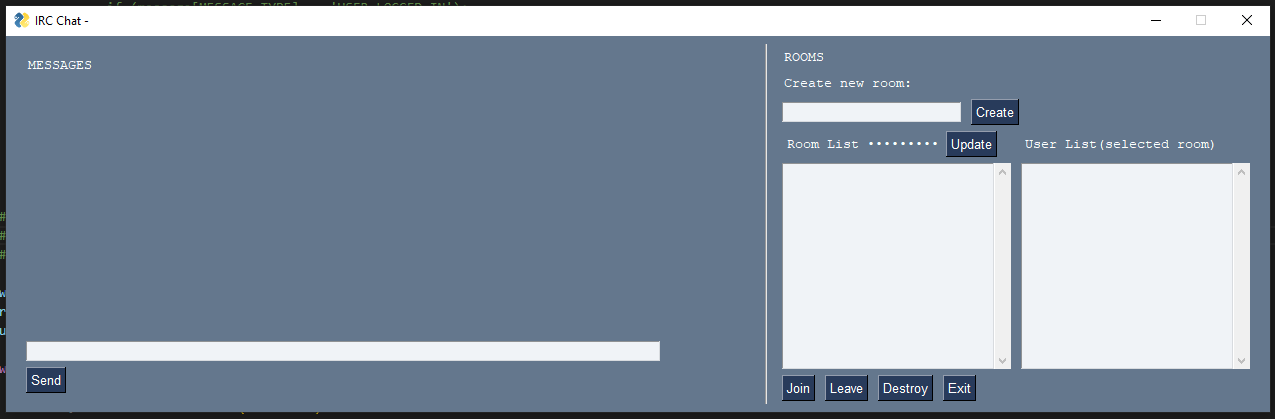 IRC Chat -
MESSAGES
ROOMS
Create new room:
Create
Room List ••••••••• Update
User List(selected room)
Send
Join Leave Destroy Exit